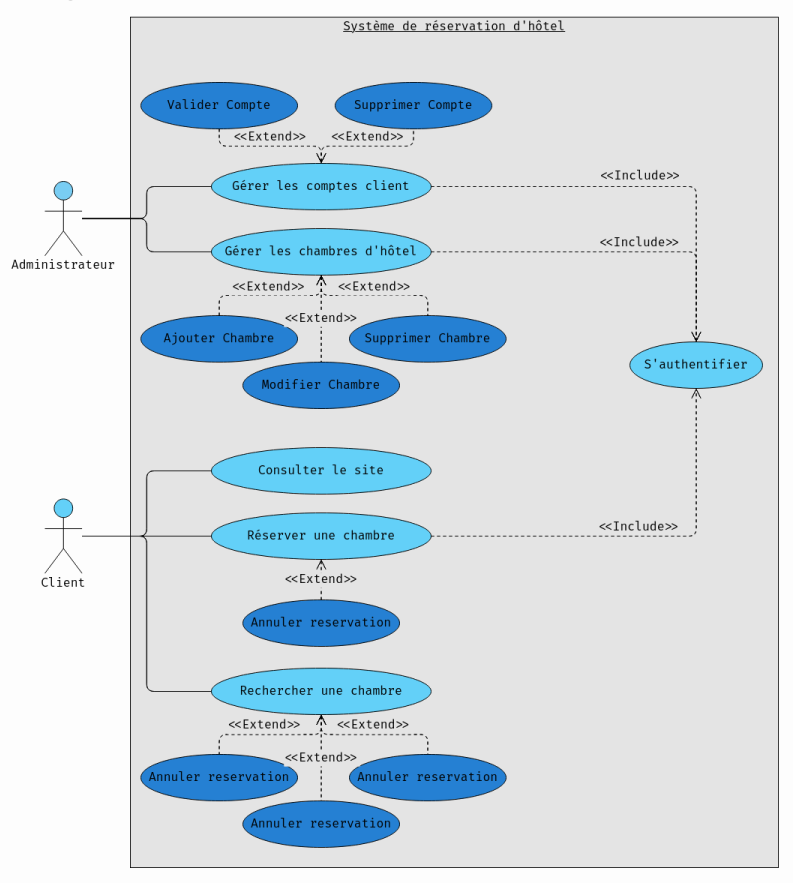 Système de réservation d'hôtel
Valider Compte
Supprimer Compte
<<Extend>>
<<Extend>>
<<Include>>
Gérer les comptes client
<<Include>>
Gérer les chambres d'hôtel
Administrateur
<<Extend>>
<<Extend>>
<<Extend>>
Ajouter Chambre
Supprimer Chambre
S'authentifier
Modifier Chambre
Consulter le site
<<Include>>
Réserver une chambre
<<Extend>>
Client
Annuler reservation
Rechercher une chambre
<<Extend>>
<<Extend>>
<<Extend>>
Annuler reservation
Annuler reservation
Annuler reservation